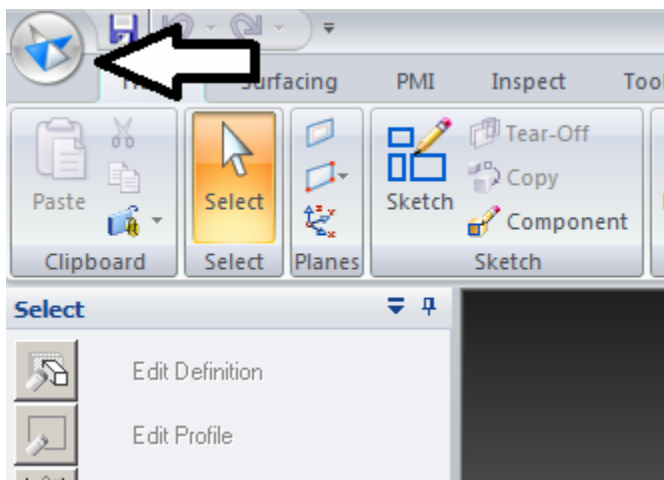 Surfacing PMI Inspect
Paste Select Sketch Tear-Off
Copy
Component
Clipboard Select Planes Sketch
Select
Edit Definition
Edit Profile